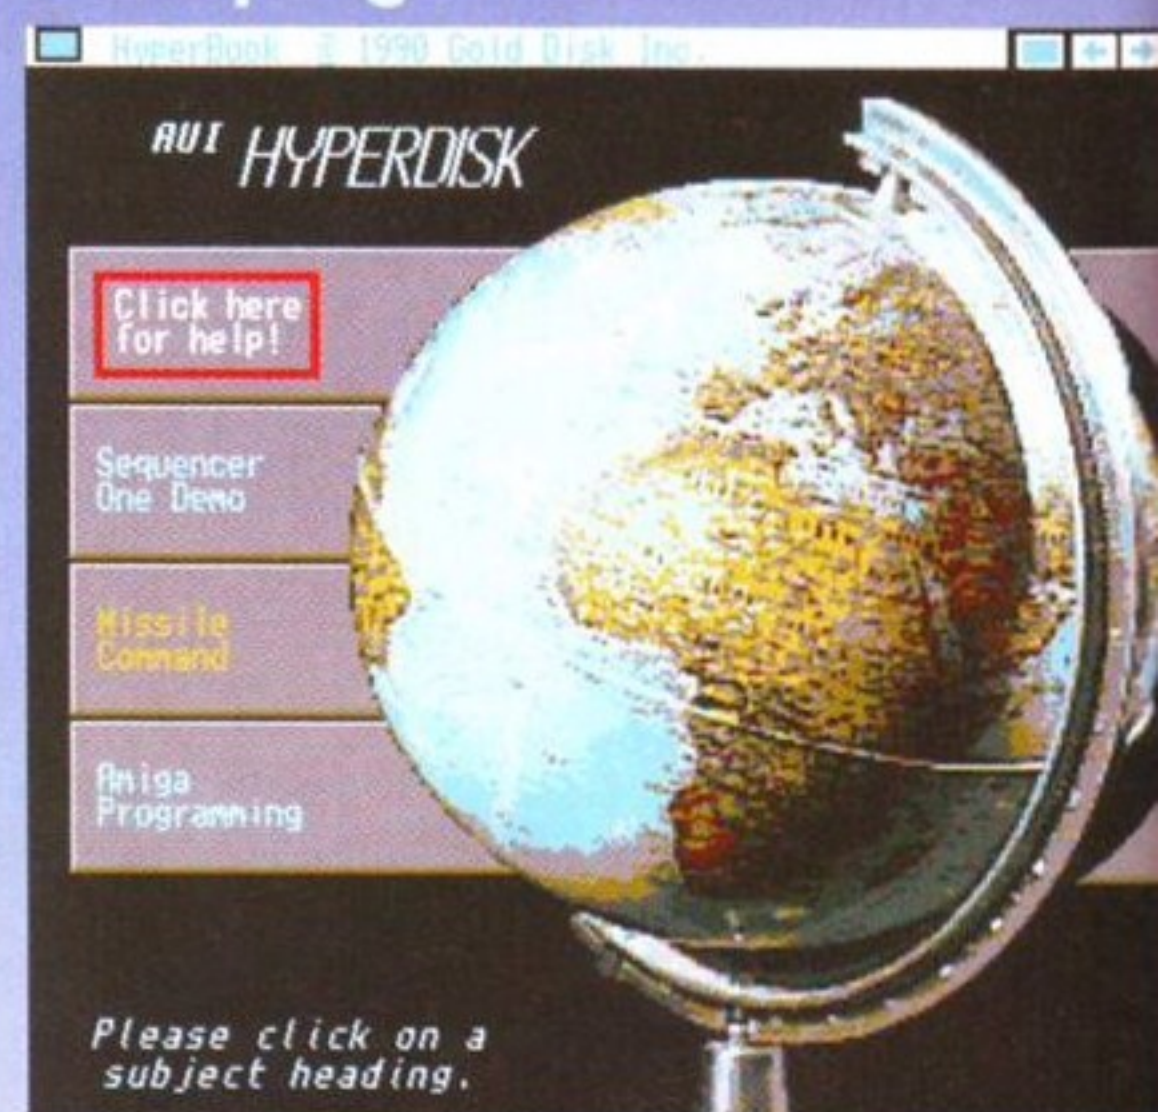 HyperBook © 1990 Gold Disk Inc.
AUI HYPERDISK
Click here
for help!
Sequencer
One Demo
Missile
Command
Amiga
Programming
Please click on a
subject heading.